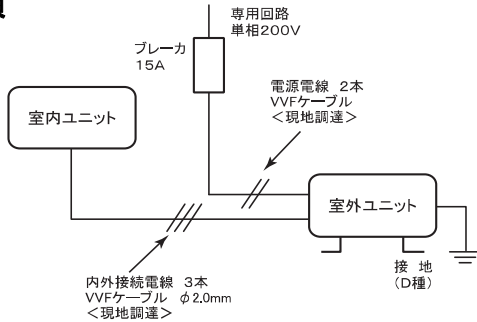 専用回路
単相200V
ブレーカ
15A
電源電線 2本
VVFケーブル
<現地調達>
室内ユニット
室外ユニット
接 地
(D種)
内外接続電線 3本
VVFケーブル φ2.0mm
<現地調達>